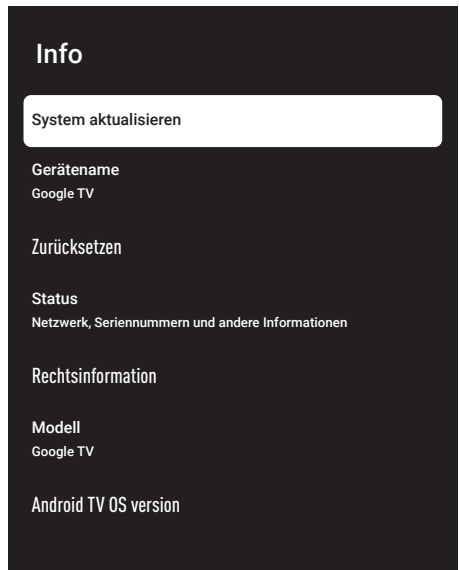 Info
System aktualisieren
Gerätename
Google TV
Zurücksetzen
Status
Netzwerk, Seriennummern und andere Informationen
Rechtsinformation
Modell
Google TV
Android TV OS version